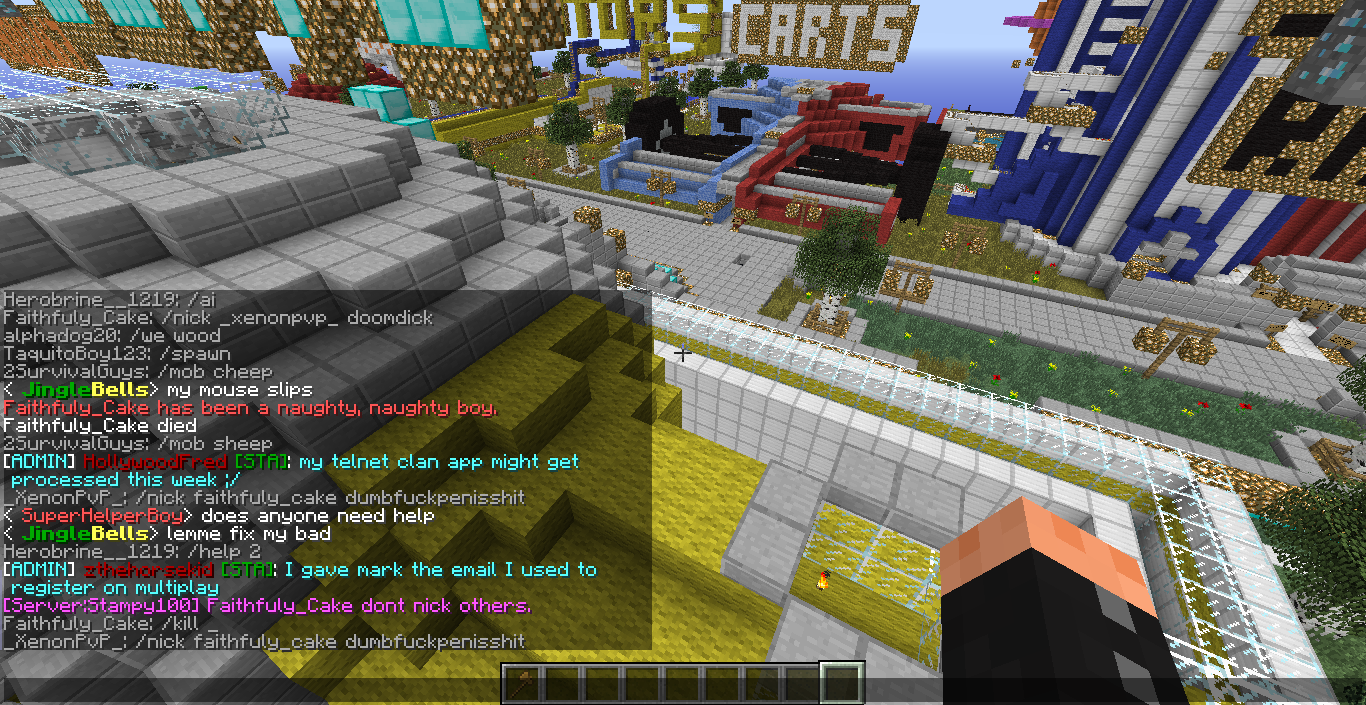 TORS
CARTS
Herobrine__1219: /ai
Faithfuly_Cake: /nick _xenonpvp_ doomdick
alphadog20: /we wood
TaquitoBoy123: /spawn
2SurvivalGuys: /mob cheep
< JingleBells> my mouse slips
Faithfuly_Cake has been a naughty, naughty boy.
Faithfuly_Cake died
2SurvivalGuys: /mob sheep
[ADMIN] HollywoodFred [STA]: my telnet clan app might get
processed this week ;/
_XenonPvP_: /nick faithfuly_cake dumbfuckpenisshit
< SuperHelperBoy> does anyone need help
< JingleBells> lemme fix my bad
Herobrine__1219: /help 2
[ADMIN] zthehorsekid [STA]: I gave mark the email I used to
register on multiplay
[Server:Stampy100] Faithfuly_Cake dont nick others.
Faithfuly_Cake: /kill _
_XenonPvP_: /nick faithfuly_cake dumbfuckpenisshit